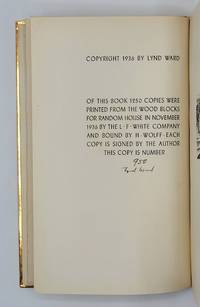 COPYRIGHT 1936 BY LYND WARD
OF THIS BOOK 1250 COPIES WERE
PRINTED FROM THE WOOD BLOCKS
FOR RANDOM HOUSE IN NOVEMBER
1936 BY THE L·F·WHITE COMPANY
AND BOUND BY H·WOLFF·EACH
COPY IS SIGNED BY THE AUTHOR
THIS COPY IS NUMBER
958
Lynd Ward